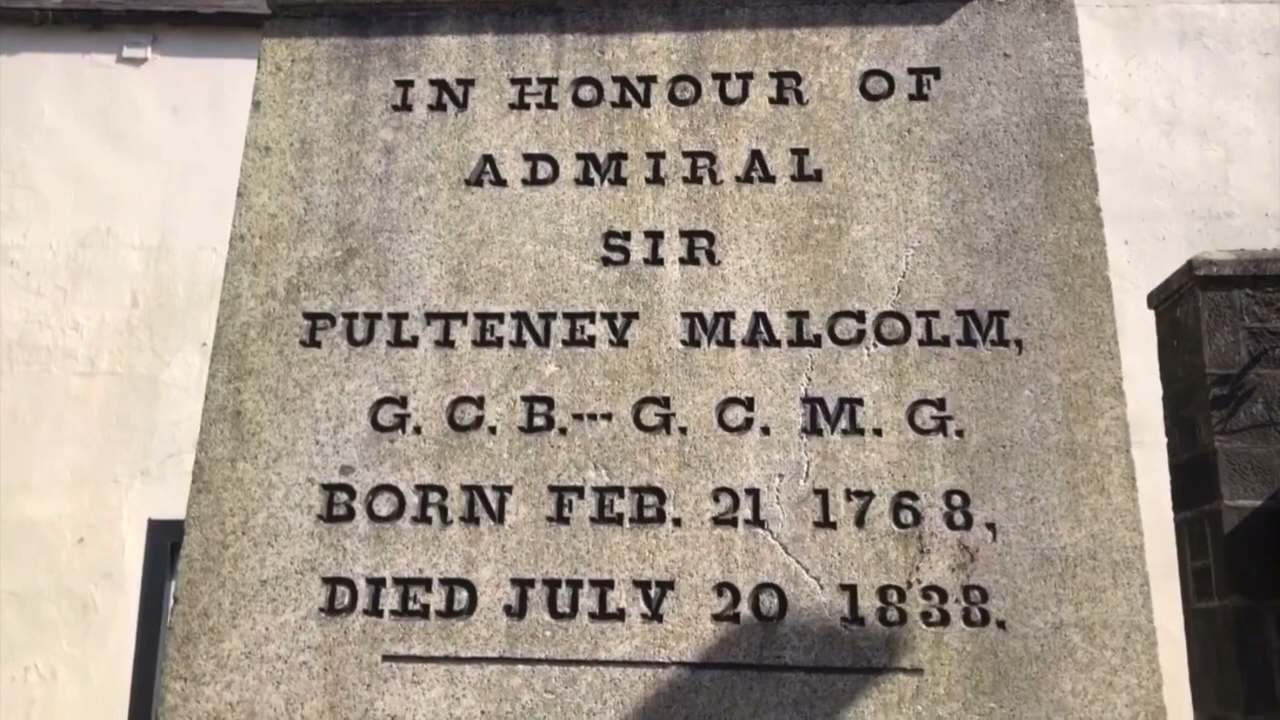 IN HONOUR OF
ADMIRAL
SIR
PULTENEY MALCOLM,
G. C. B.--- G. C. M. G.
BORN FEB. 21 1768,
DIED JULY 20 1838.